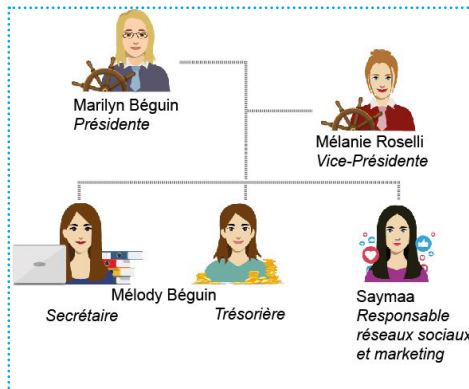 Marilyn Béguin
Présidente
Mélanie Roselli
Vice-Présidente
Mélody Béguin
Secrétaire
Trésorière
Saymaa
Responsable
réseaux sociaux
et marketing